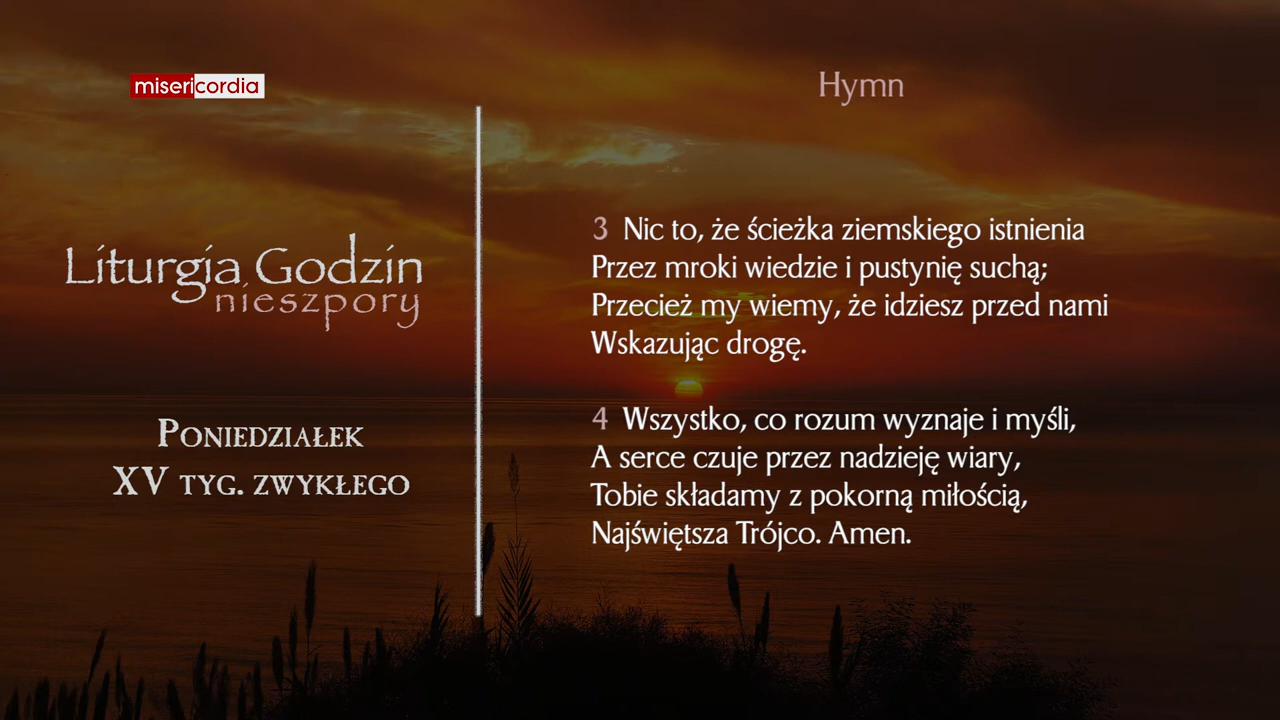 misericordia
Liturgia Godzin
nieszpory
Poniedziałek
XV tyg. zwykłego
Hymn
3 Nic to, że ścieżka ziemskiego istnienia
Przez mroki wiedzie i pustynię suchą;
Przecież my wiemy, że idziesz przed nami
Wskazując drogę.
4 Wszystko, co rozum wyznaje i myśli,
A serce czuje przez nadzieję wiary,
Tobie składamy z pokorną miłością,
Najświętsza Trójco. Amen.